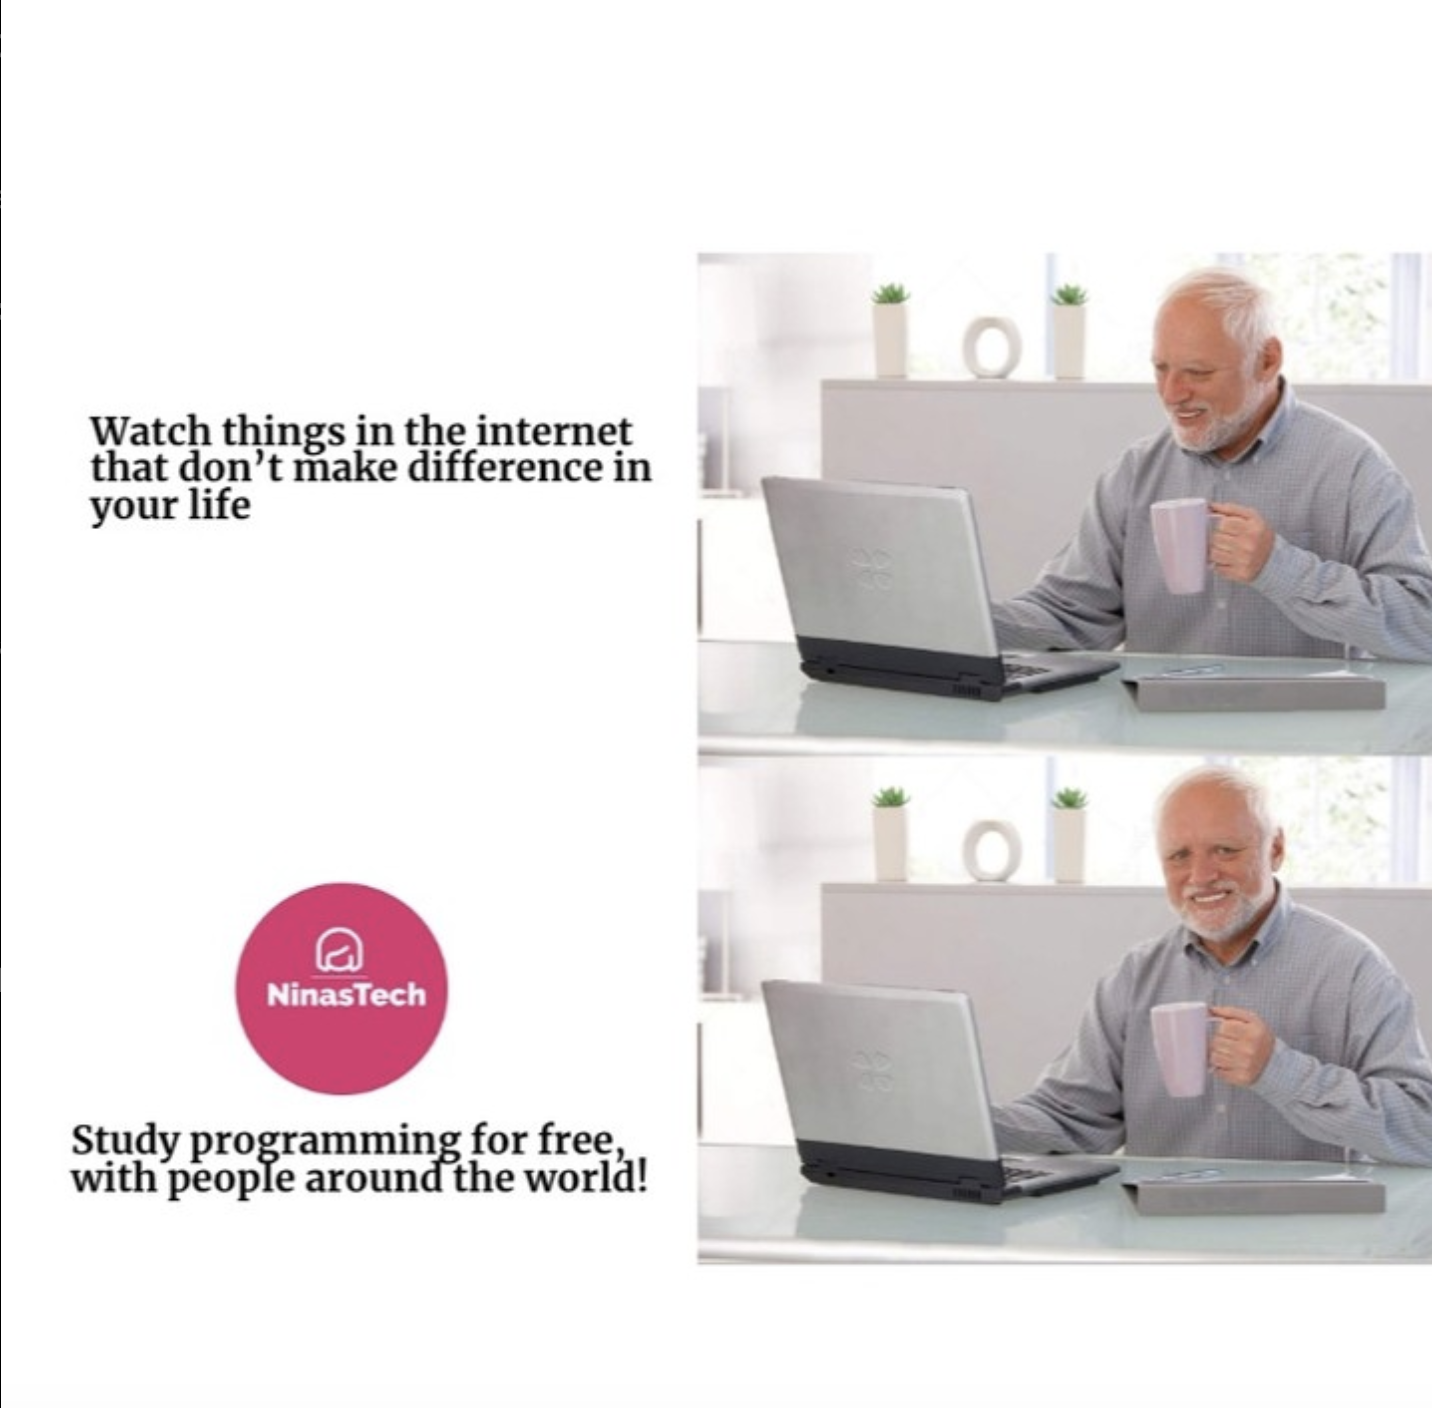 Watch things in the internet
that don’t make difference in
your life
NinasTech
Study programming for free,
with people around the world!